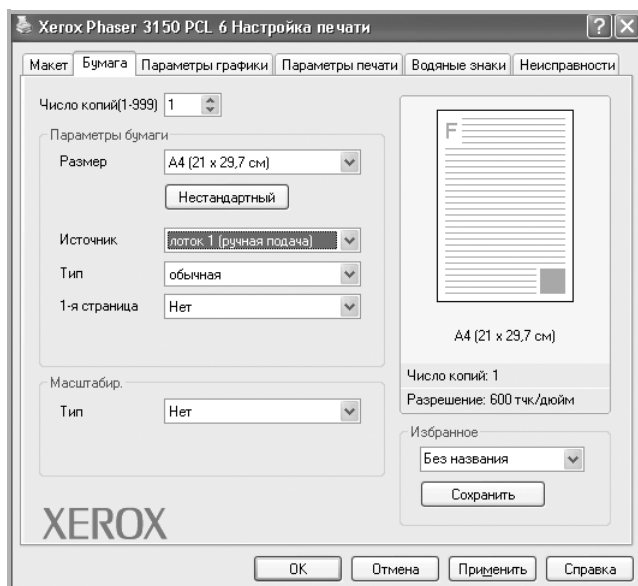 Xerox Phaser 3150 PCL 6 Настройка печати
Макет Бумага Параметры графики Параметры печати Водяные знаки Неисправности
Число копий(1-999) 1
Параметры бумаги
Размер A4 (21 x 29,7 см)
Нестандартный
Источник лоток 1 (ручная подача)
Тип обычная
1-я страница Нет
Масштабир.
Тип Нет
XEROX
F
A4 (21 x 29,7 см)
Число копий: 1
Разрешение: 600 тчк/дюйм
Избранное
Без названия
Сохранить
OK Отмена Применить Справка